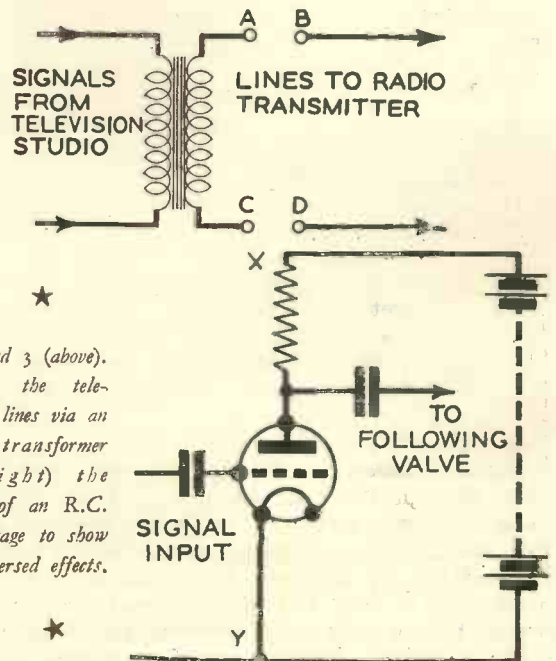 A B
SIGNALS
FROM
TELEVISION
STUDIO
LINES TO RADIO
TRANSMITTER
C D
X
d 3 (above).
the tele-
lines via an
transformer
ight) the
of an R.C.
age to show
ersed effects.
TO
FOLLOWING
VALVE
SIGNAL
INPUT
Y